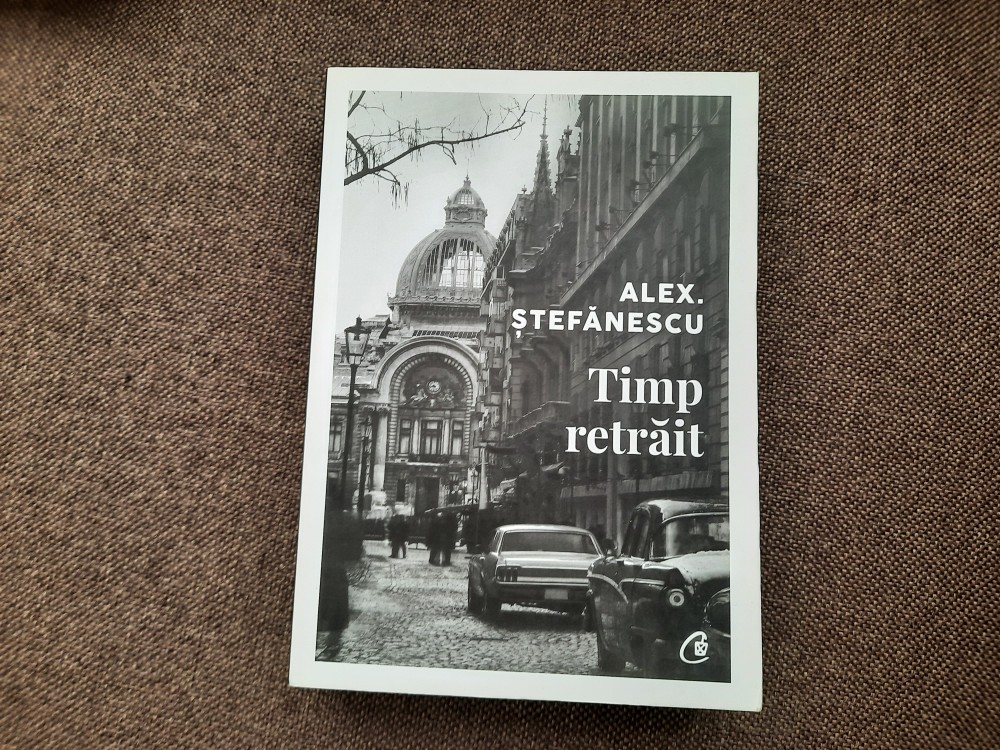 ALEX.
ȘTEFĂNESCU
Timp
retrăit